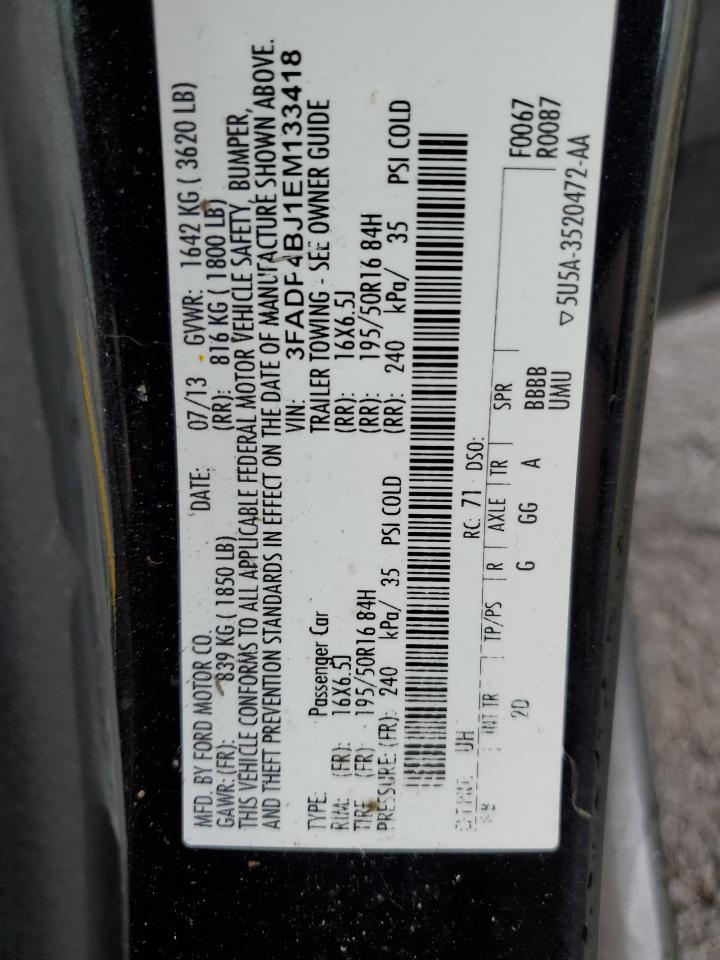 MFD. BY FORD MOTOR CO. DATE: 07/13 GVWR: 1642 KG ( 3620 LB)
GAWR: (FR): 839 KG ( 1850 LB) (RR): 816 KG ( 1800 LB)
THIS VEHICLE CONFORMS TO ALL APPLICABLE FEDERAL MOTOR VEHICLE SAFETY, BUMPER,
AND THEFT PREVENTION STANDARDS IN EFFECT ON THE DATE OF MANUFACTURE SHOWN ABOVE.
VIN: 3FADP4BJ1EM133418
TYPE: Passenger Car TRAILER TOWING - SEE OWNER GUIDE
RIM: (FR): 16X6.5J (RR): 16X6.5J
TIRE (FR) 195/50R16 84H (RR): 195/50R16 84H
PRESSURE: (FR): 240 kPa/ 35 PSI COLD (RR): 240 kPa/ 35 PSI COLD
UH RC: 71 DSO:
INT TR TP/PS R AXLE TR SPR F0067
R0087
2D G GG A BBBB
UMU
▽5U5A-3520472-AA